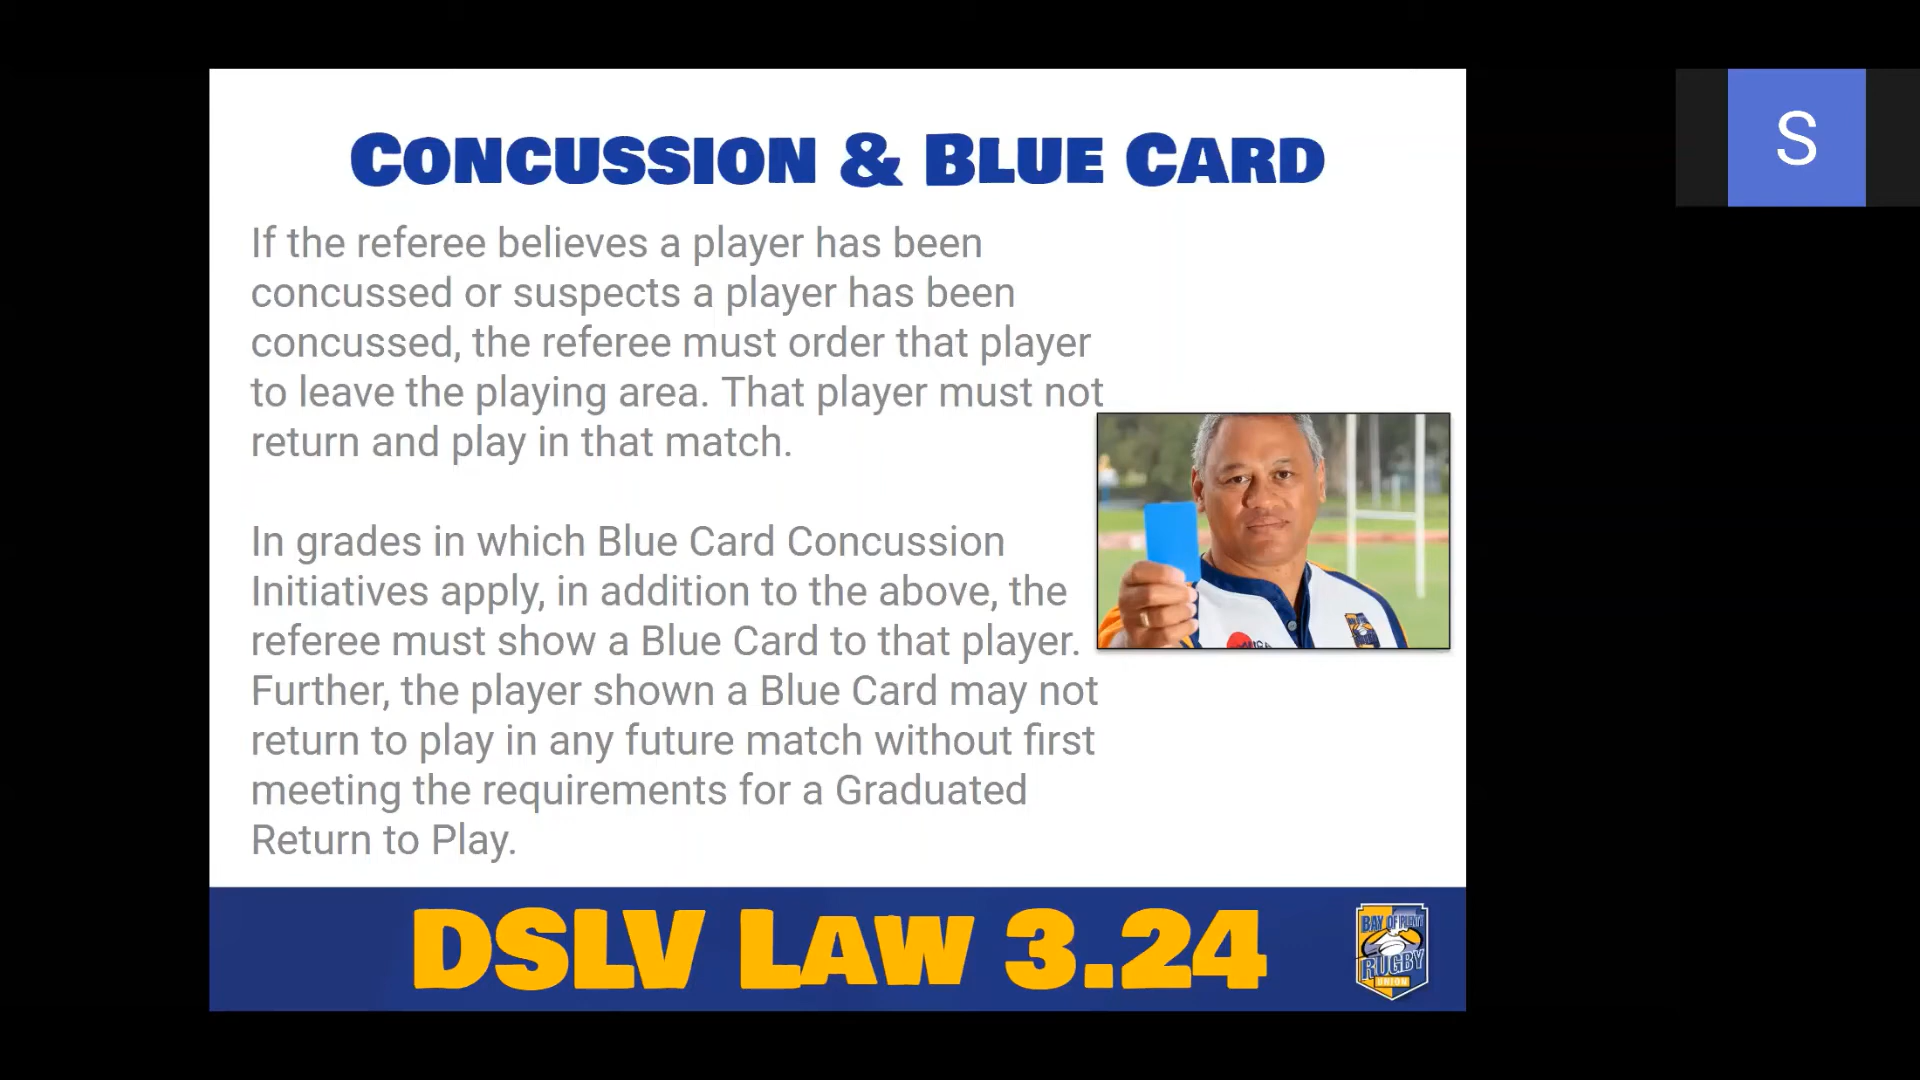 CONCUSSION & BLUE CARD
S
If the referee believes a player has been
concussed or suspects a player has been
concussed, the referee must order that player
to leave the playing area. That player must not
return and play in that match.
In grades in which Blue Card Concussion
Initiatives apply, in addition to the above, the
referee must show a Blue Card to that player.
Further, the player shown a Blue Card may not
return to play in any future match without first
meeting the requirements for a Graduated
Return to Play.
DSLV LAW 3.24
BAY OF PLENTY
RUGBY
UNION